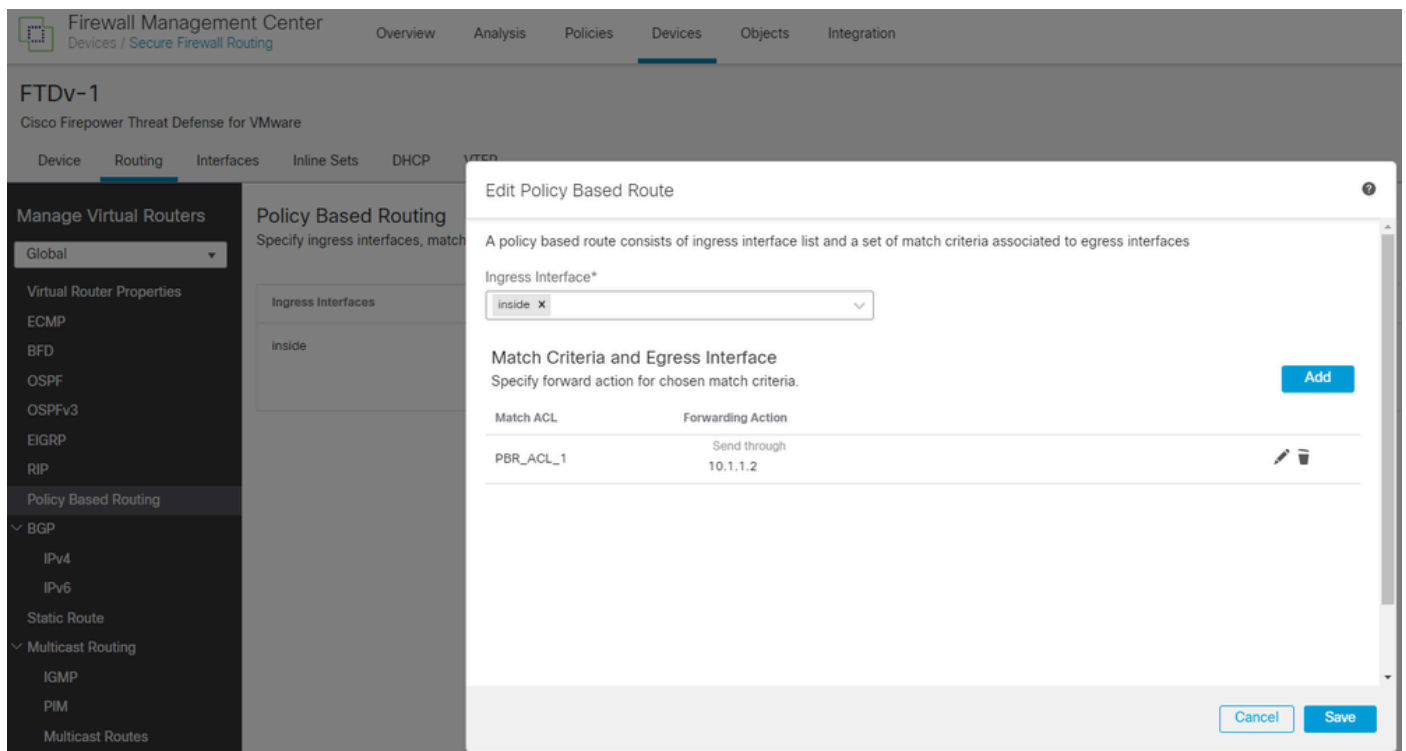 Firewall Management Center
Devices / Secure Firewall Routing
Overview
Analysis
Policies
Devices
Objects
Integration
FTDv-1
Cisco Firepower Threat Defense for VMware
Device
Routing
Interfaces
Inline Sets
DHCP
VTEP
Manage Virtual Routers
Global
Virtual Router Properties
ECMP
BFD
OSPF
OSPFv3
EIGRP
RIP
Policy Based Routing
BGP
IPv4
IPv6
Static Route
Multicast Routing
IGMP
PIM
Multicast Routes
Policy Based Routing
Specify ingress interfaces, match
Ingress Interfaces
inside
Edit Policy Based Route
A policy based route consists of ingress interface list and a set of match criteria associated to egress interfaces
Ingress Interface*
inside
Match Criteria and Egress Interface
Specify forward action for chosen match criteria.
Add
Match ACL
Forwarding Action
PBR_ACL_1
Send through
10.1.1.2
Cancel
Save